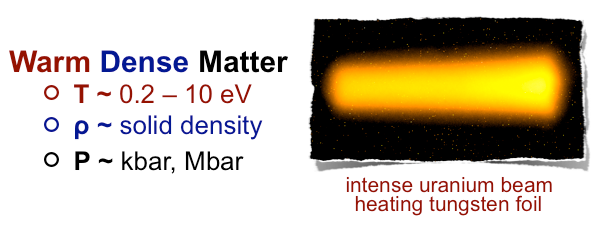 Warm Dense Matter
T ~ 0.2 – 10 eV
ρ ~ solid density
P ~ kbar, Mbar
intense uranium beam
heating tungsten foil